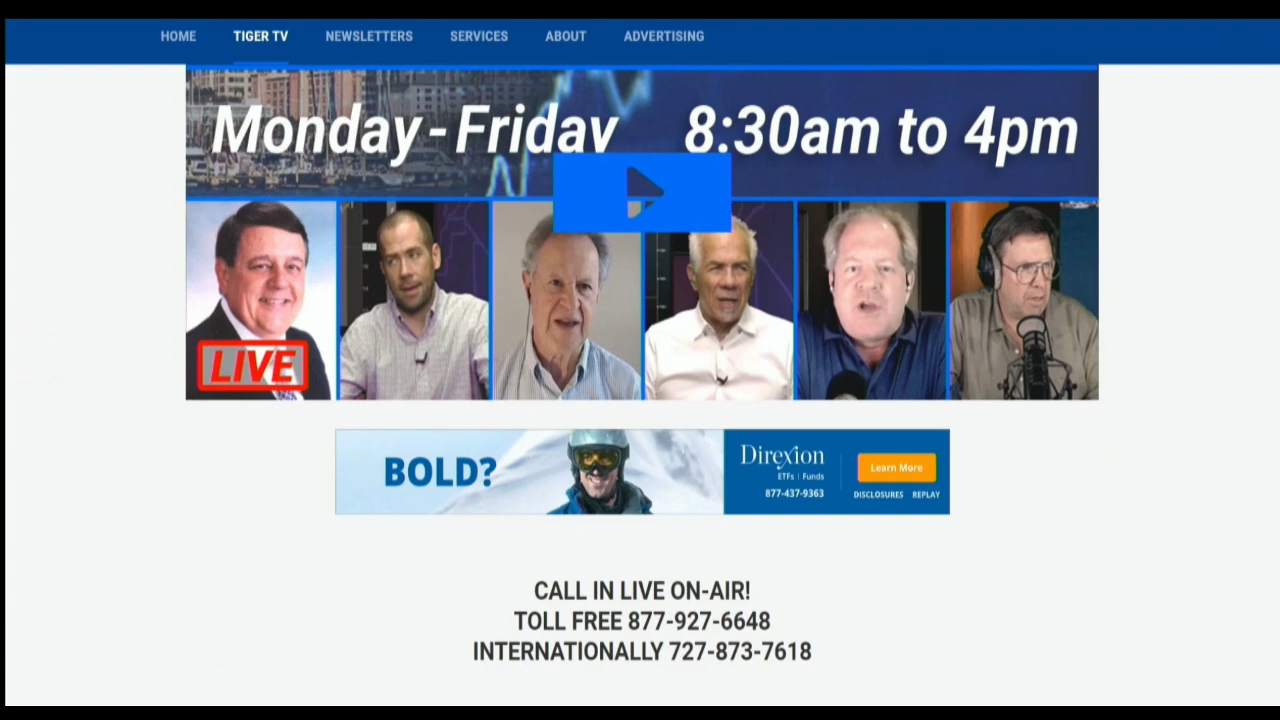 HOME TIGER TV NEWSLETTERS SERVICES ABOUT ADVERTISING
Monday - Friday 8:30am to 4pm
LIVE
BOLD?
Direxion
ETFs | Funds
877-437-9363
Learn More
DISCLOSURES REPLAY
CALL IN LIVE ON-AIR!
TOLL FREE 877-927-6648
INTERNATIONALLY 727-873-7618